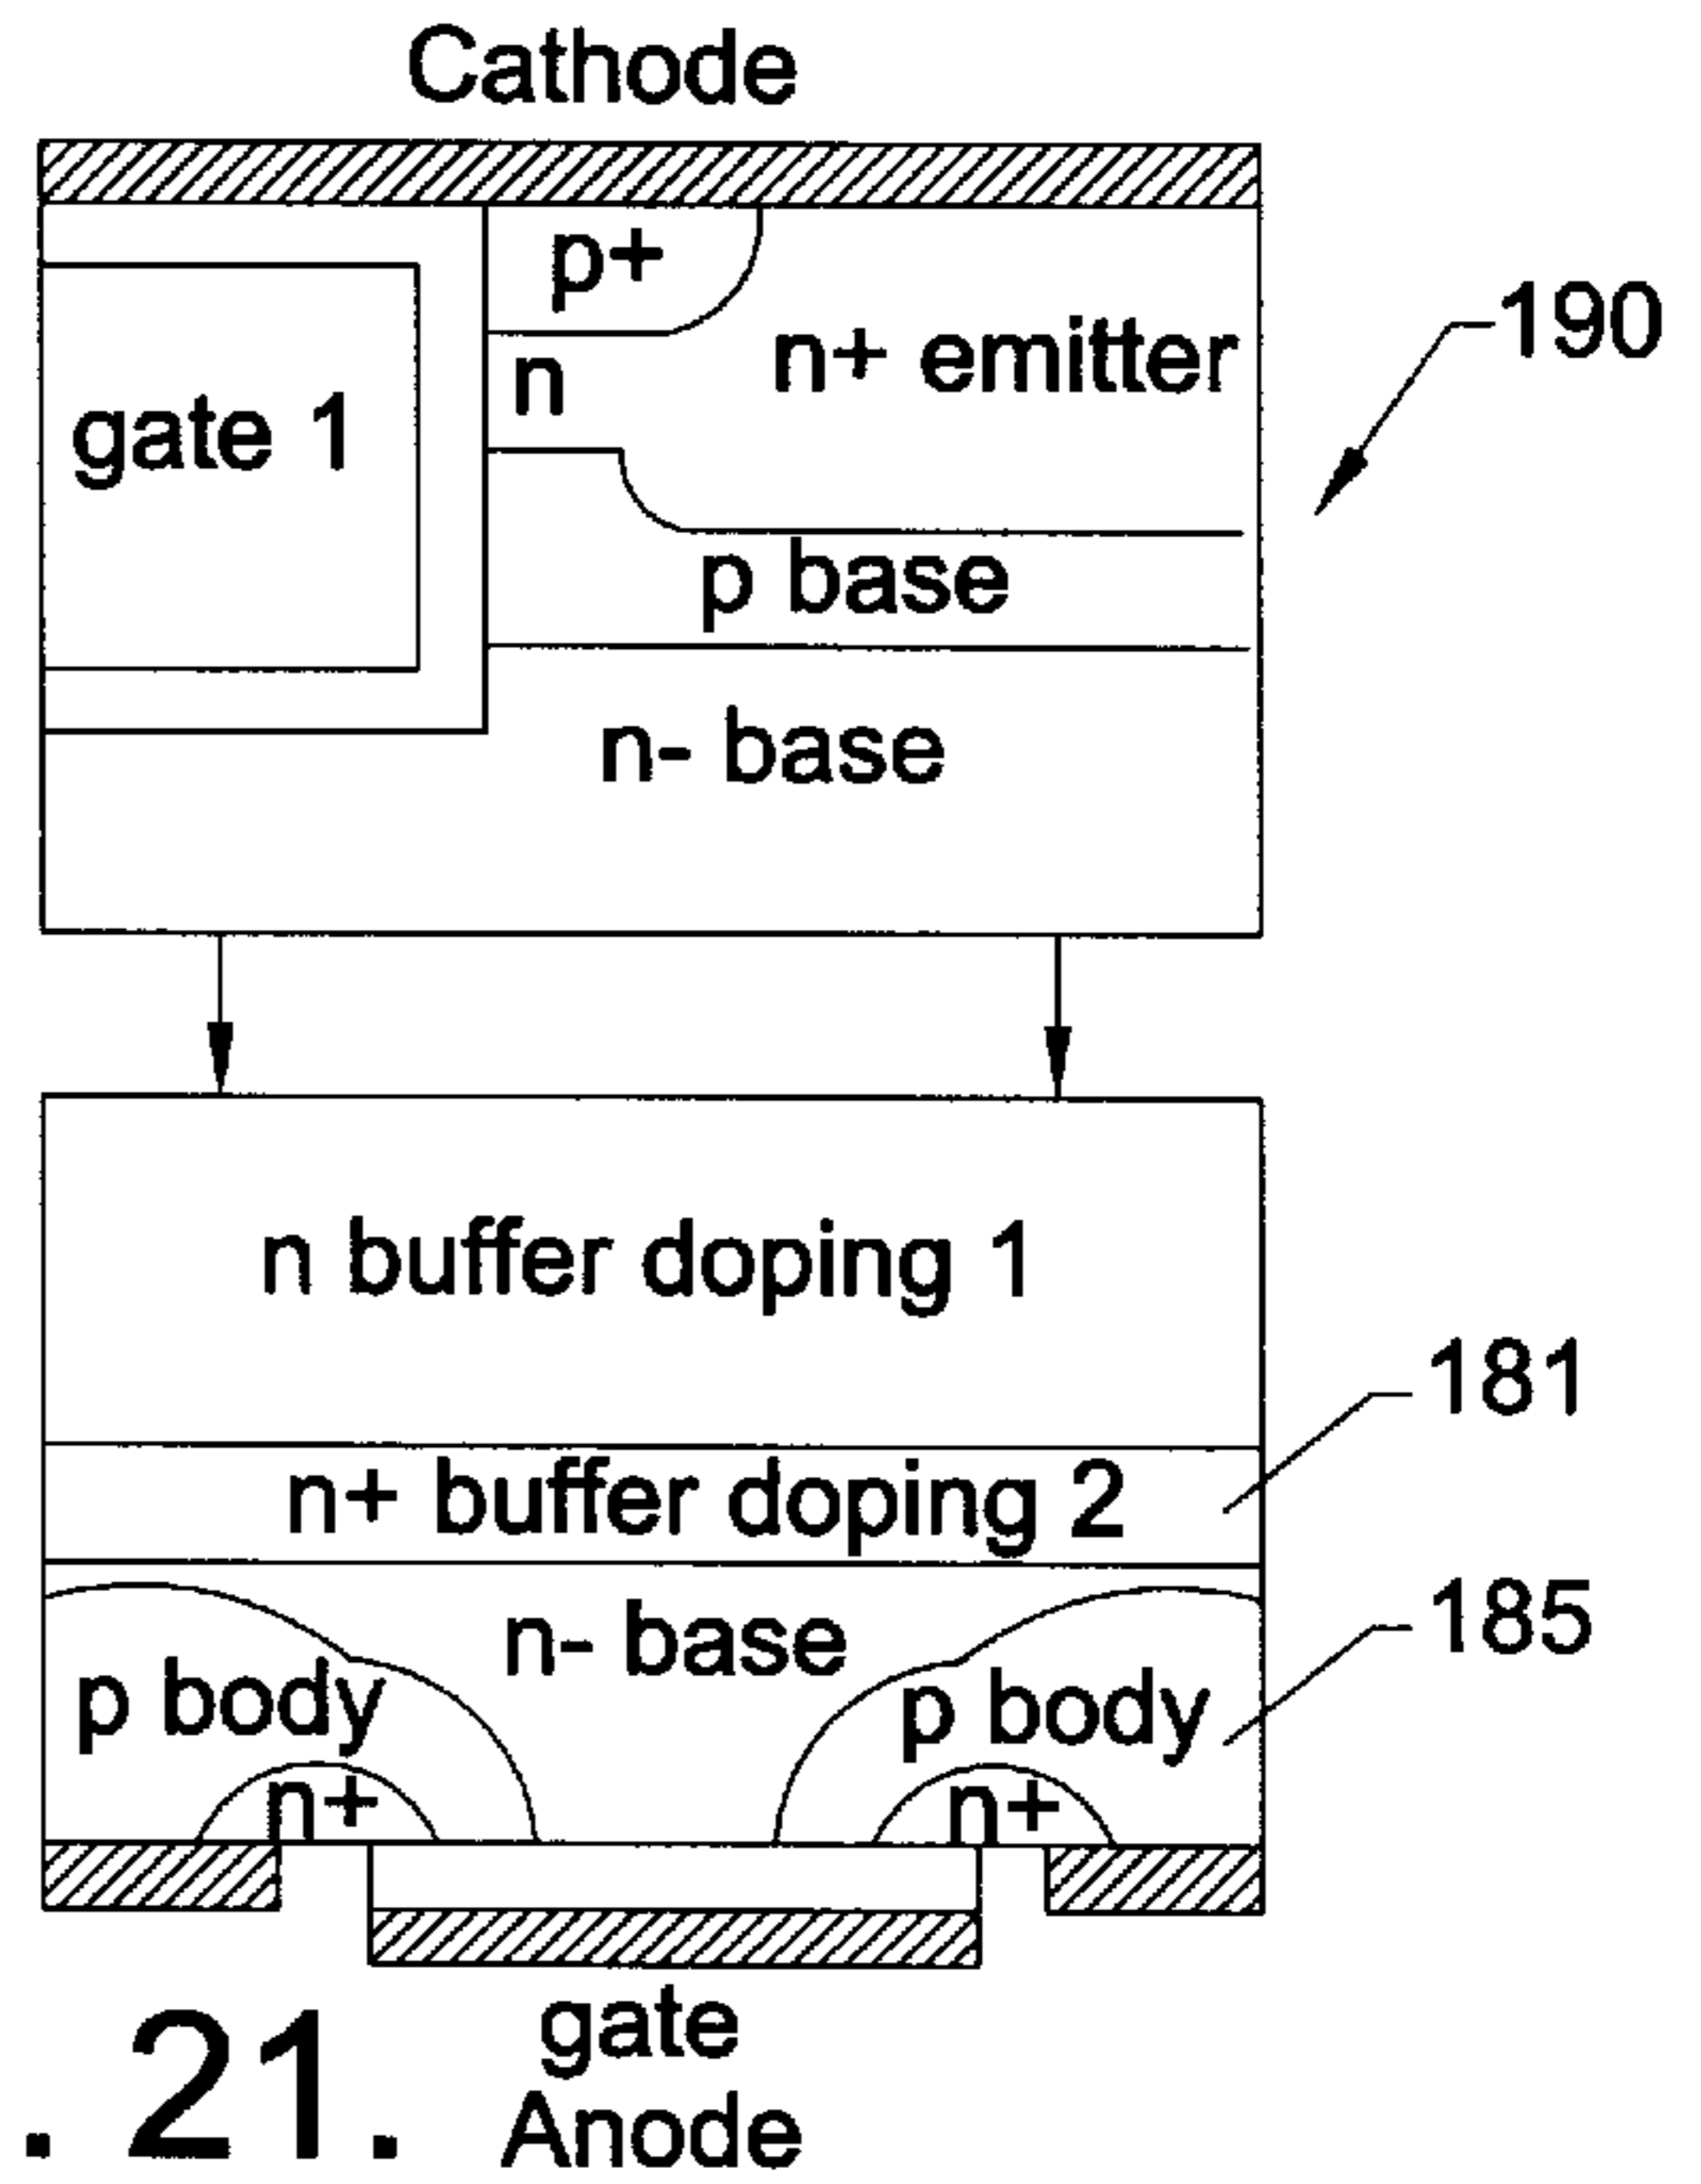 Cathode
p+
190
n+ emitter
n
gate 1
p base
n- base
n buffer doping 1
181
n+ buffer doping 2
185
n- base
p body
p body
n+
n+
gate
Anode
. 21.